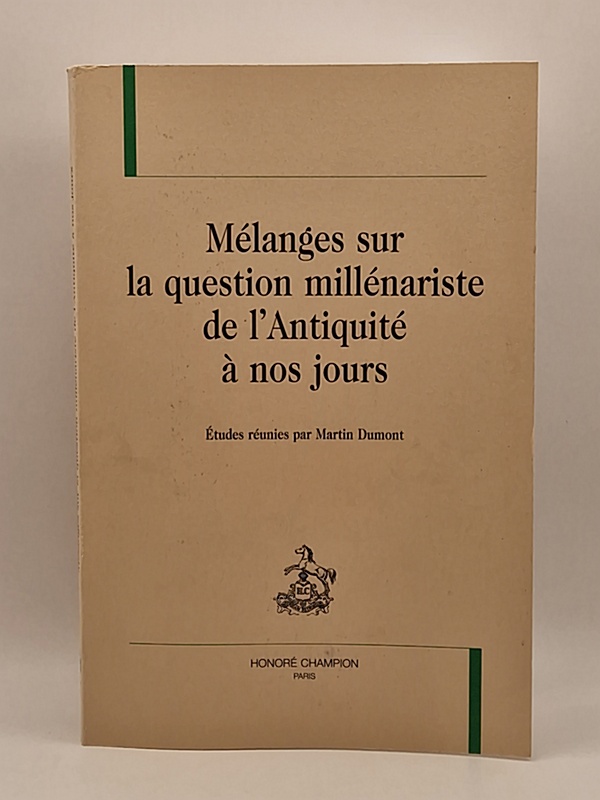 Mélanges sur
la question millénariste
de l'Antiquité
à nos jours
Études réunies par Martin Dumont
H.C
HONORÉ CHAMPION
PARIS